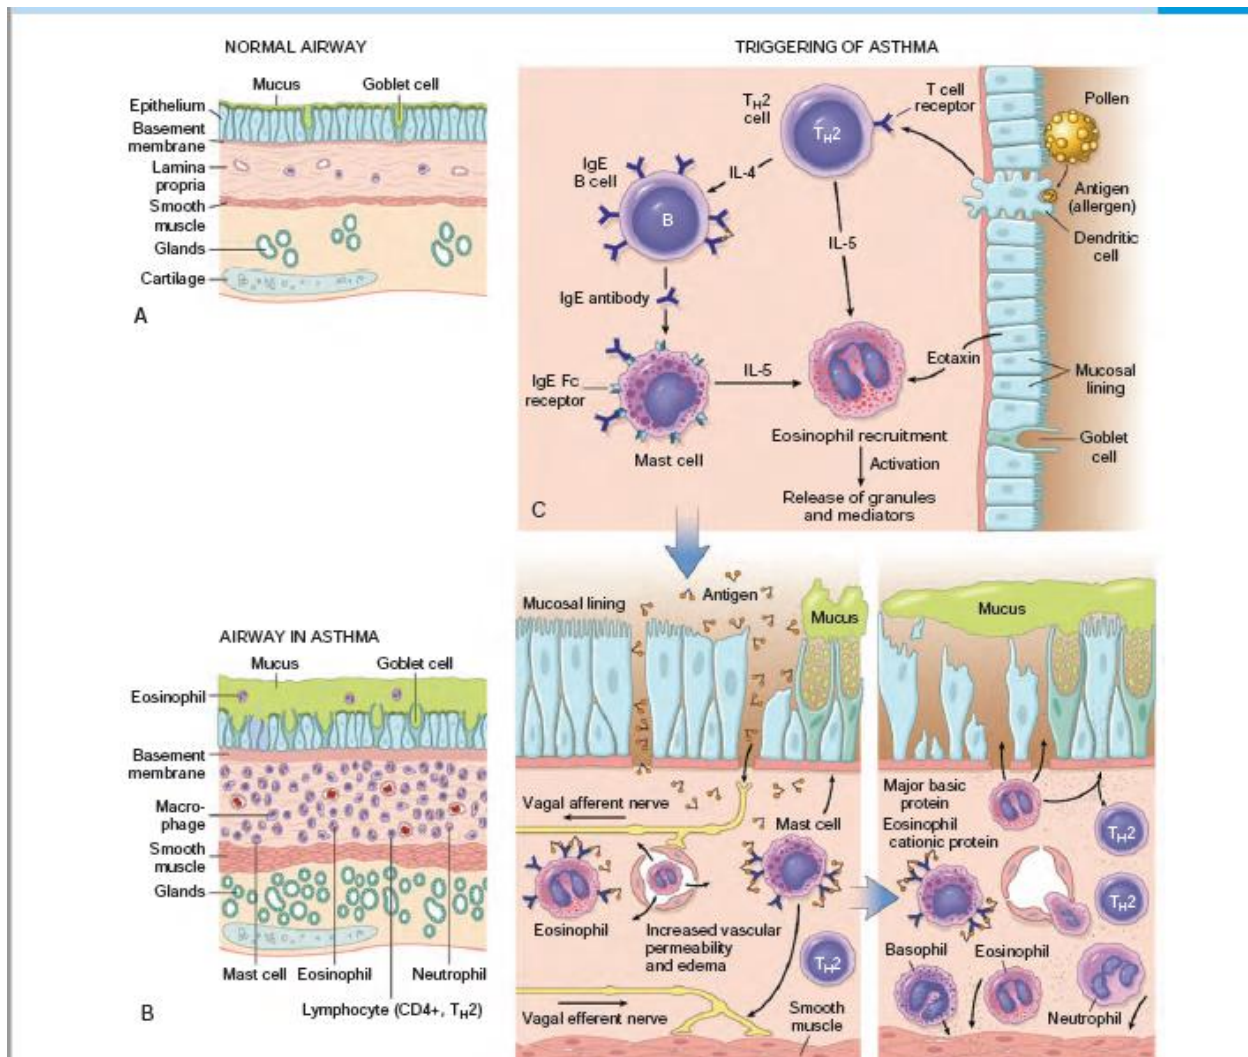 NORMAL AIRWAY
Mucus
Goblet cell
Epithelium
Basement
membrane
Lamina
propria
Smooth
muscle
Glands
Cartilage
A
TRIGGERING OF ASTHMA
TH2
cell
T cell
receptor
Pollen
TH2
IgE
B cell
IL-4
B
Antigen
(allergen)
Dendritic
cell
IL-5
IgE antibody
Eotaxin
Mucosal
lining
IgE Fc
receptor
IL-5
Mast cell
Eosinophil recruitment
Goblet
cell
Activation
Release of granules
and mediators
C
AIRWAY IN ASTHMA
Mucus
Goblet cell
Eosinophil
Basement
membrane
Macro-
phage
Smooth
muscle
Glands
Mast cell
Eosinophil
Neutrophil
Lymphocyte (CD4+, TH2)
B
Mucosal lining
Antigen
Mucus
Vagal afferent nerve
Mast cell
Eosinophil
Increased vascular
permeability
and edema
TH2
Vagal efferent nerve
Smooth
muscle
Mucus
Major basic
protein
Eosinophil
cationic protein
TH2
TH2
Basophil
Eosinophil
Neutrophil